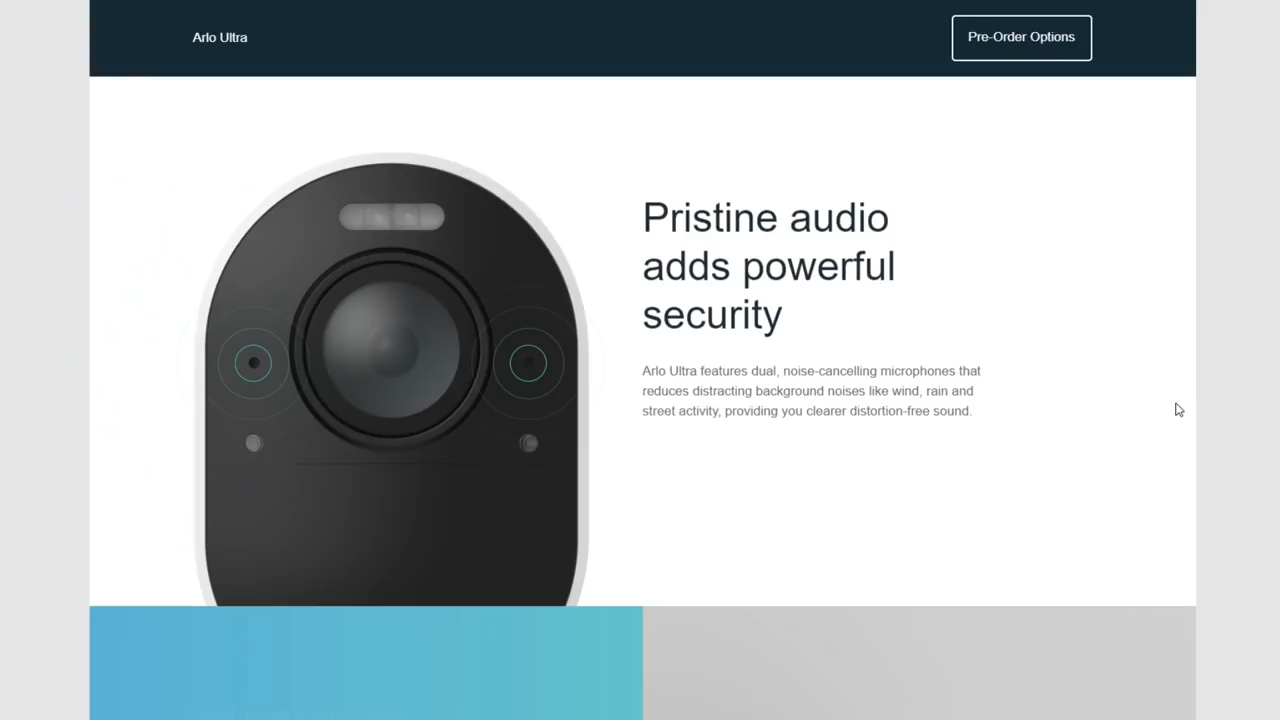 Arlo Ultra
Pre-Order Options
Pristine audio
adds powerful
security
Arlo Ultra features dual, noise-cancelling microphones that
reduces distracting background noises like wind, rain and
street activity, providing you clearer distortion-free sound.